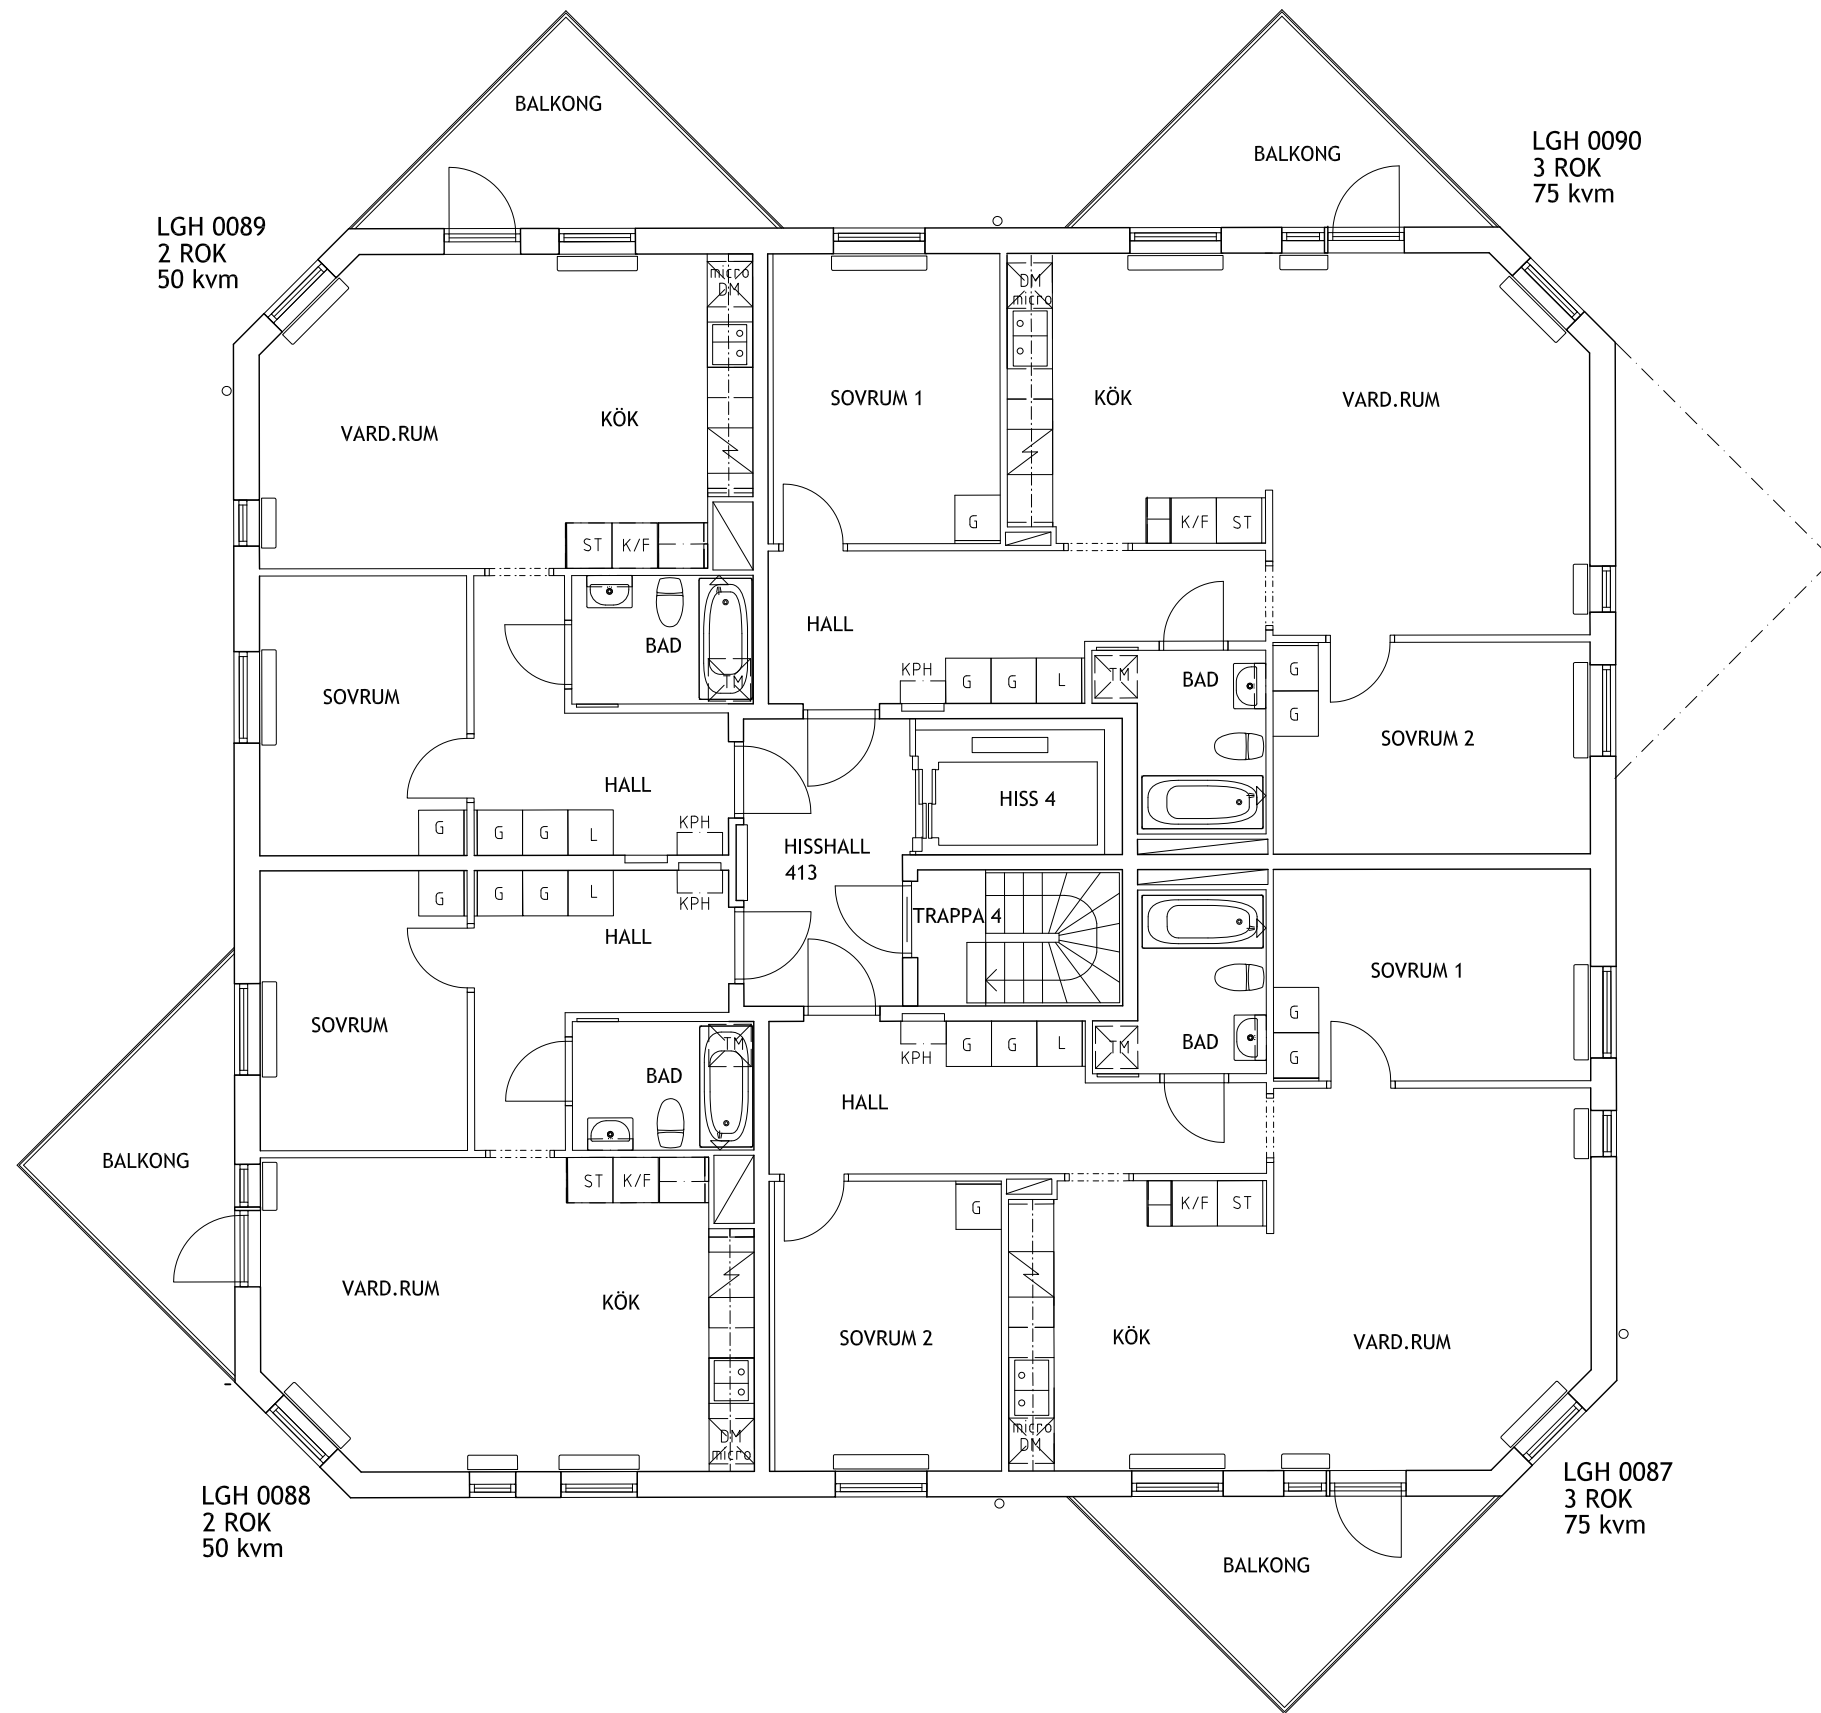 BALKONG
BALKONG
LGH 0090
3 ROK
75 kvm
LGH 0089
2 ROK
50 kvm
micro
DM
DM
micro
SOVRUM 1
KÖK
VARD.RUM
VARD.RUM
KÖK
G
K/F
ST
ST
K/F
HALL
BAD
SOVRUM
TM
KPH
G
G
L
TM
BAD
G
G
SOVRUM 2
HALL
HISS 4
G
G
G
L
KPH
HISSHALL
413
G
G
G
L
KPH
TRAPPA 4
HALL
SOVRUM 1
SOVRUM
G
G
KPH
G
G
L
TM
BAD
TM
BAD
HALL
BALKONG
ST
K/F
G
K/F
ST
VARD.RUM
KÖK
SOVRUM 2
KÖK
VARD.RUM
DM
micro
micro
DM
LGH 0088
2 ROK
50 kvm
LGH 0087
3 ROK
75 kvm
BALKONG